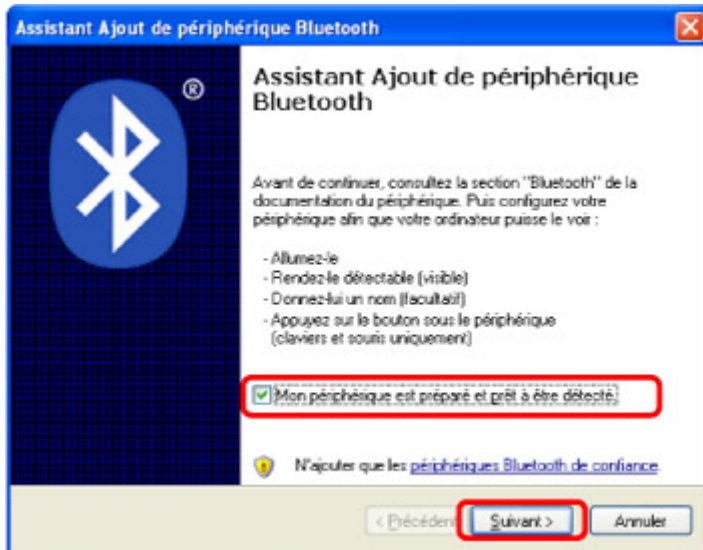 Assistant Ajout de périphérique Bluetooth
®
Assistant Ajout de périphérique
Bluetooth
Avant de continuer, consultez la section "Bluetooth" de la
documentation du périphérique. Puis configurez votre
périphérique afin que votre ordinateur puisse le voir :
- Allumez-le
- Rendez-le détectable (visible)
- Donnez-lui un nom (facultatif)
- Appuyez sur le bouton sous le périphérique
(claviers et souris uniquement)
Mon périphérique est préparé et prêt à être détecté.
N'ajouter que les périphériques Bluetooth de confiance.
< Précédent
Suivant >
Annuler